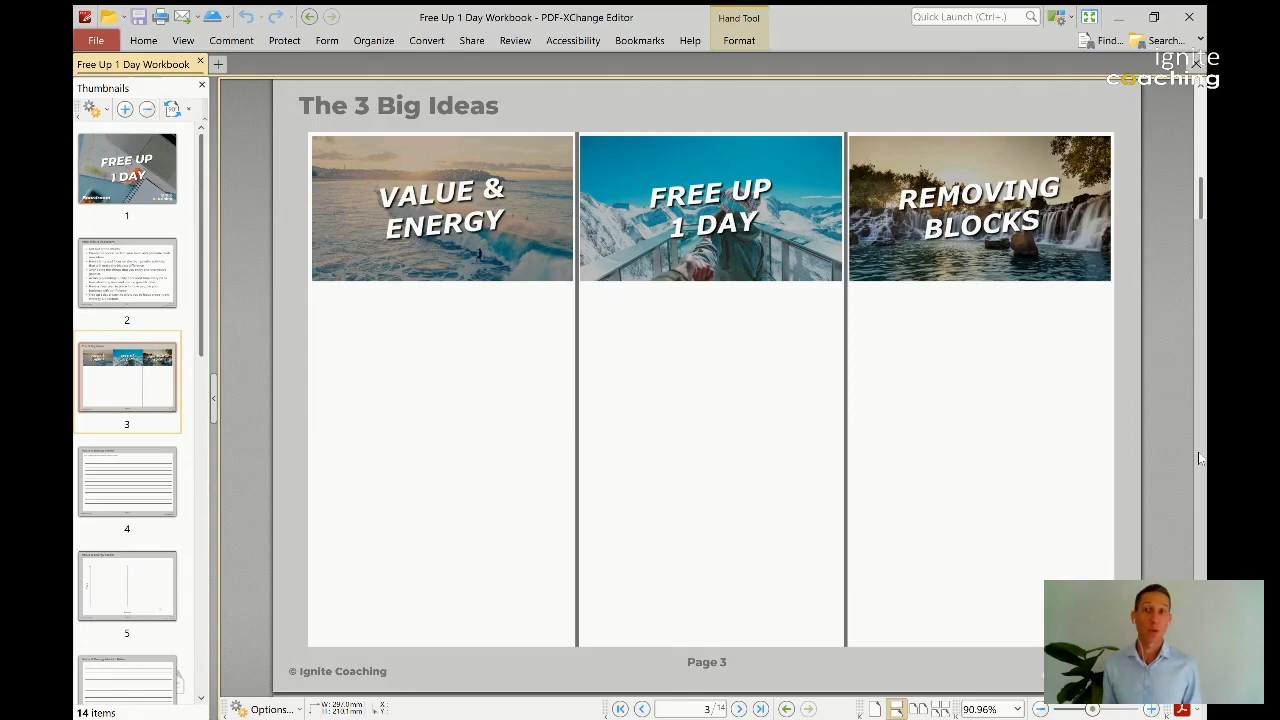 Free Up 1 Day Workbook - PDF-XChange Editor
Hand Tool
Quick Launch (Ctrl+.)
File
Home
View
Comment
Protect
Form
Organize
Convert
Share
Review
Accessibility
Bookmarks
Help
Format
Find...
Search...
Free Up 1 Day Workbook
ignite
coaching
Thumbnails
The 3 Big Ideas
VALUE &
ENERGY
FREE UP
1 DAY
REMOVING
BLOCKS
FREE UP
1 DAY
1
2
3
4
5
© Ignite Coaching
Page 3
14 items
Options...
3 / 14
90.96%